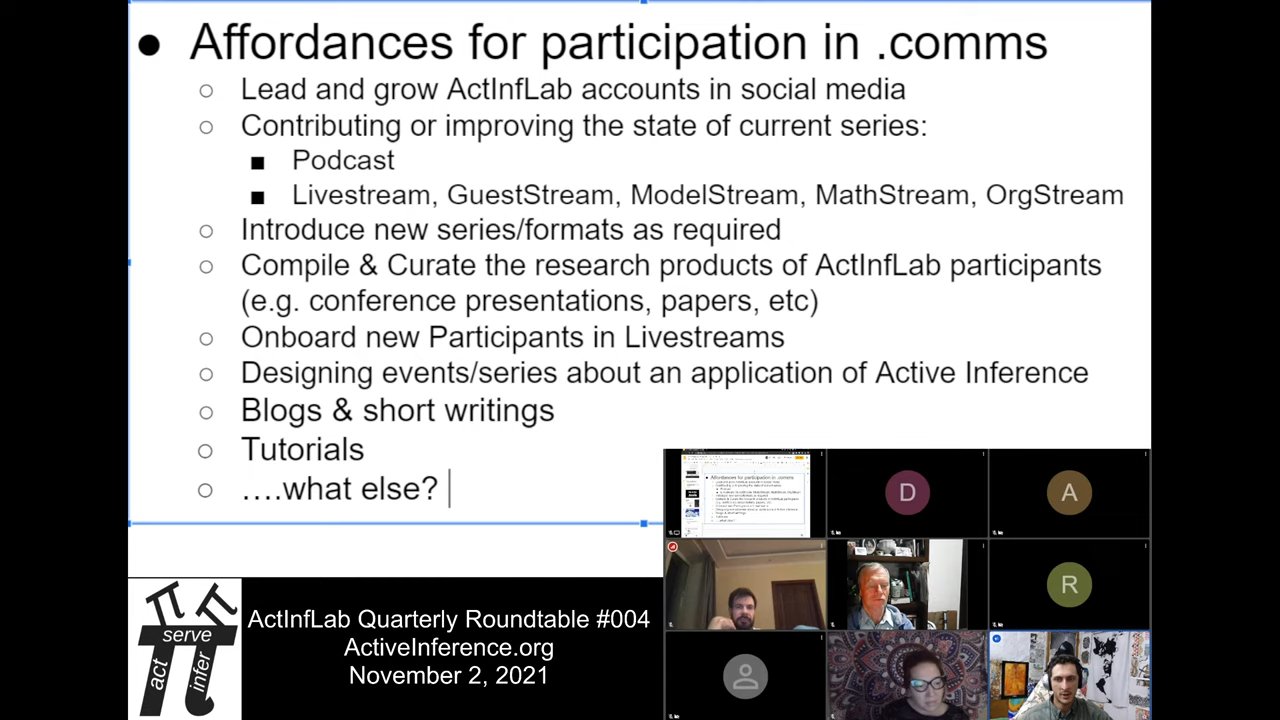 Affordances for participation in .comms
Lead and grow ActInfLab accounts in social media
Contributing or improving the state of current series:
Podcast
Livestream, GuestStream, ModelStream, MathStream, OrgStream
Introduce new series/formats as required
Compile & Curate the research products of ActInfLab participants
(e.g. conference presentations, papers, etc)
Onboard new Participants in Livestreams
Designing events/series about an application of Active Inference
Blogs & short writings
Tutorials
....what else?
D
A
R
serve
act
infer
ActInfLab Quarterly Roundtable #004
ActiveInference.org
November 2, 2021